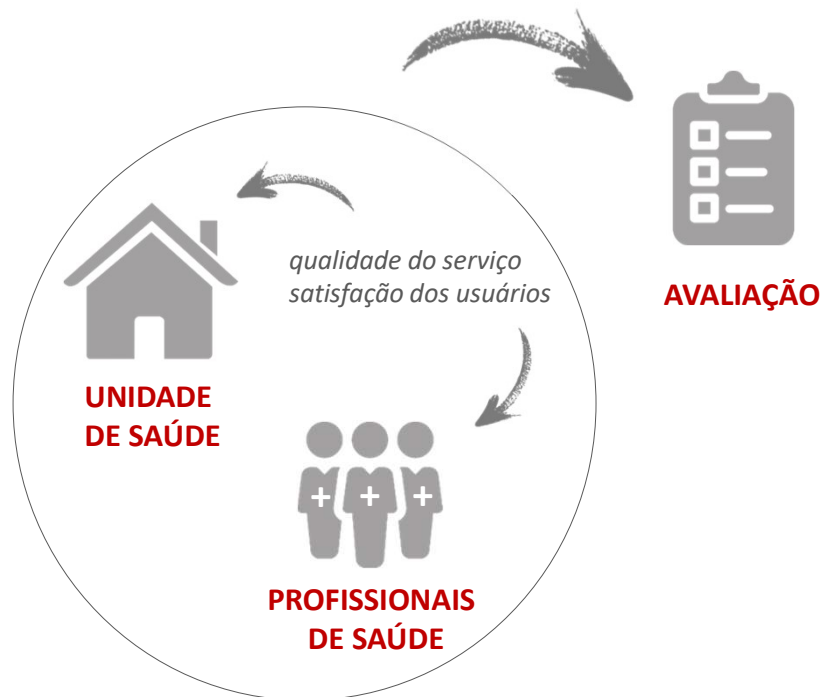 qualidade do serviço
satisfação dos usuários
AVALIAÇÃO
UNIDADE
DE SAÚDE
PROFISSIONAIS
DE SAÚDE